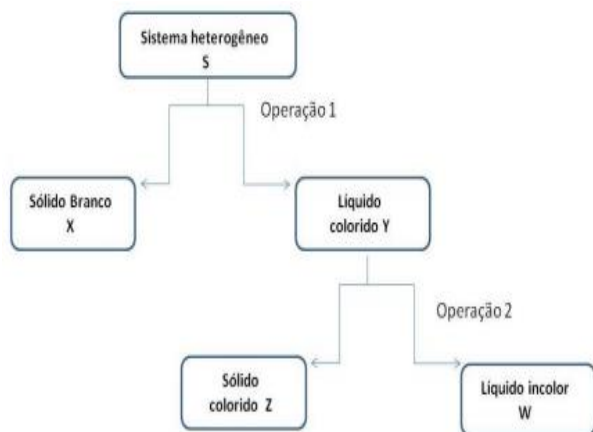 Sistema heterogêneo
S
Operação 1
Sólido Branco
X
Líquido
colorido Y
Operação 2
Sólido
colorido Z
Líquido incolor
W